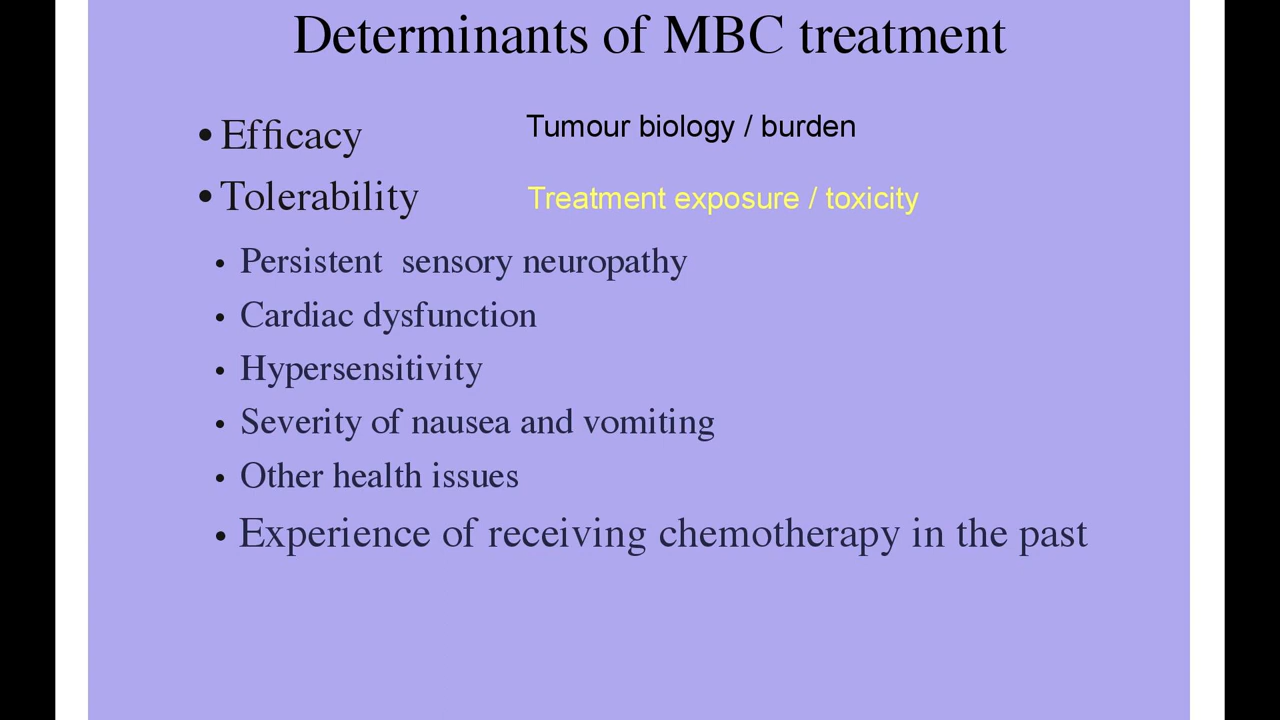 Determinants of MBC treatment
• Efficacy
Tumour biology / burden
• Tolerability
Treatment exposure / toxicity
• Persistent  sensory neuropathy
• Cardiac dysfunction
• Hypersensitivity
• Severity of nausea and vomiting
• Other health issues
• Experience of receiving chemotherapy in the past